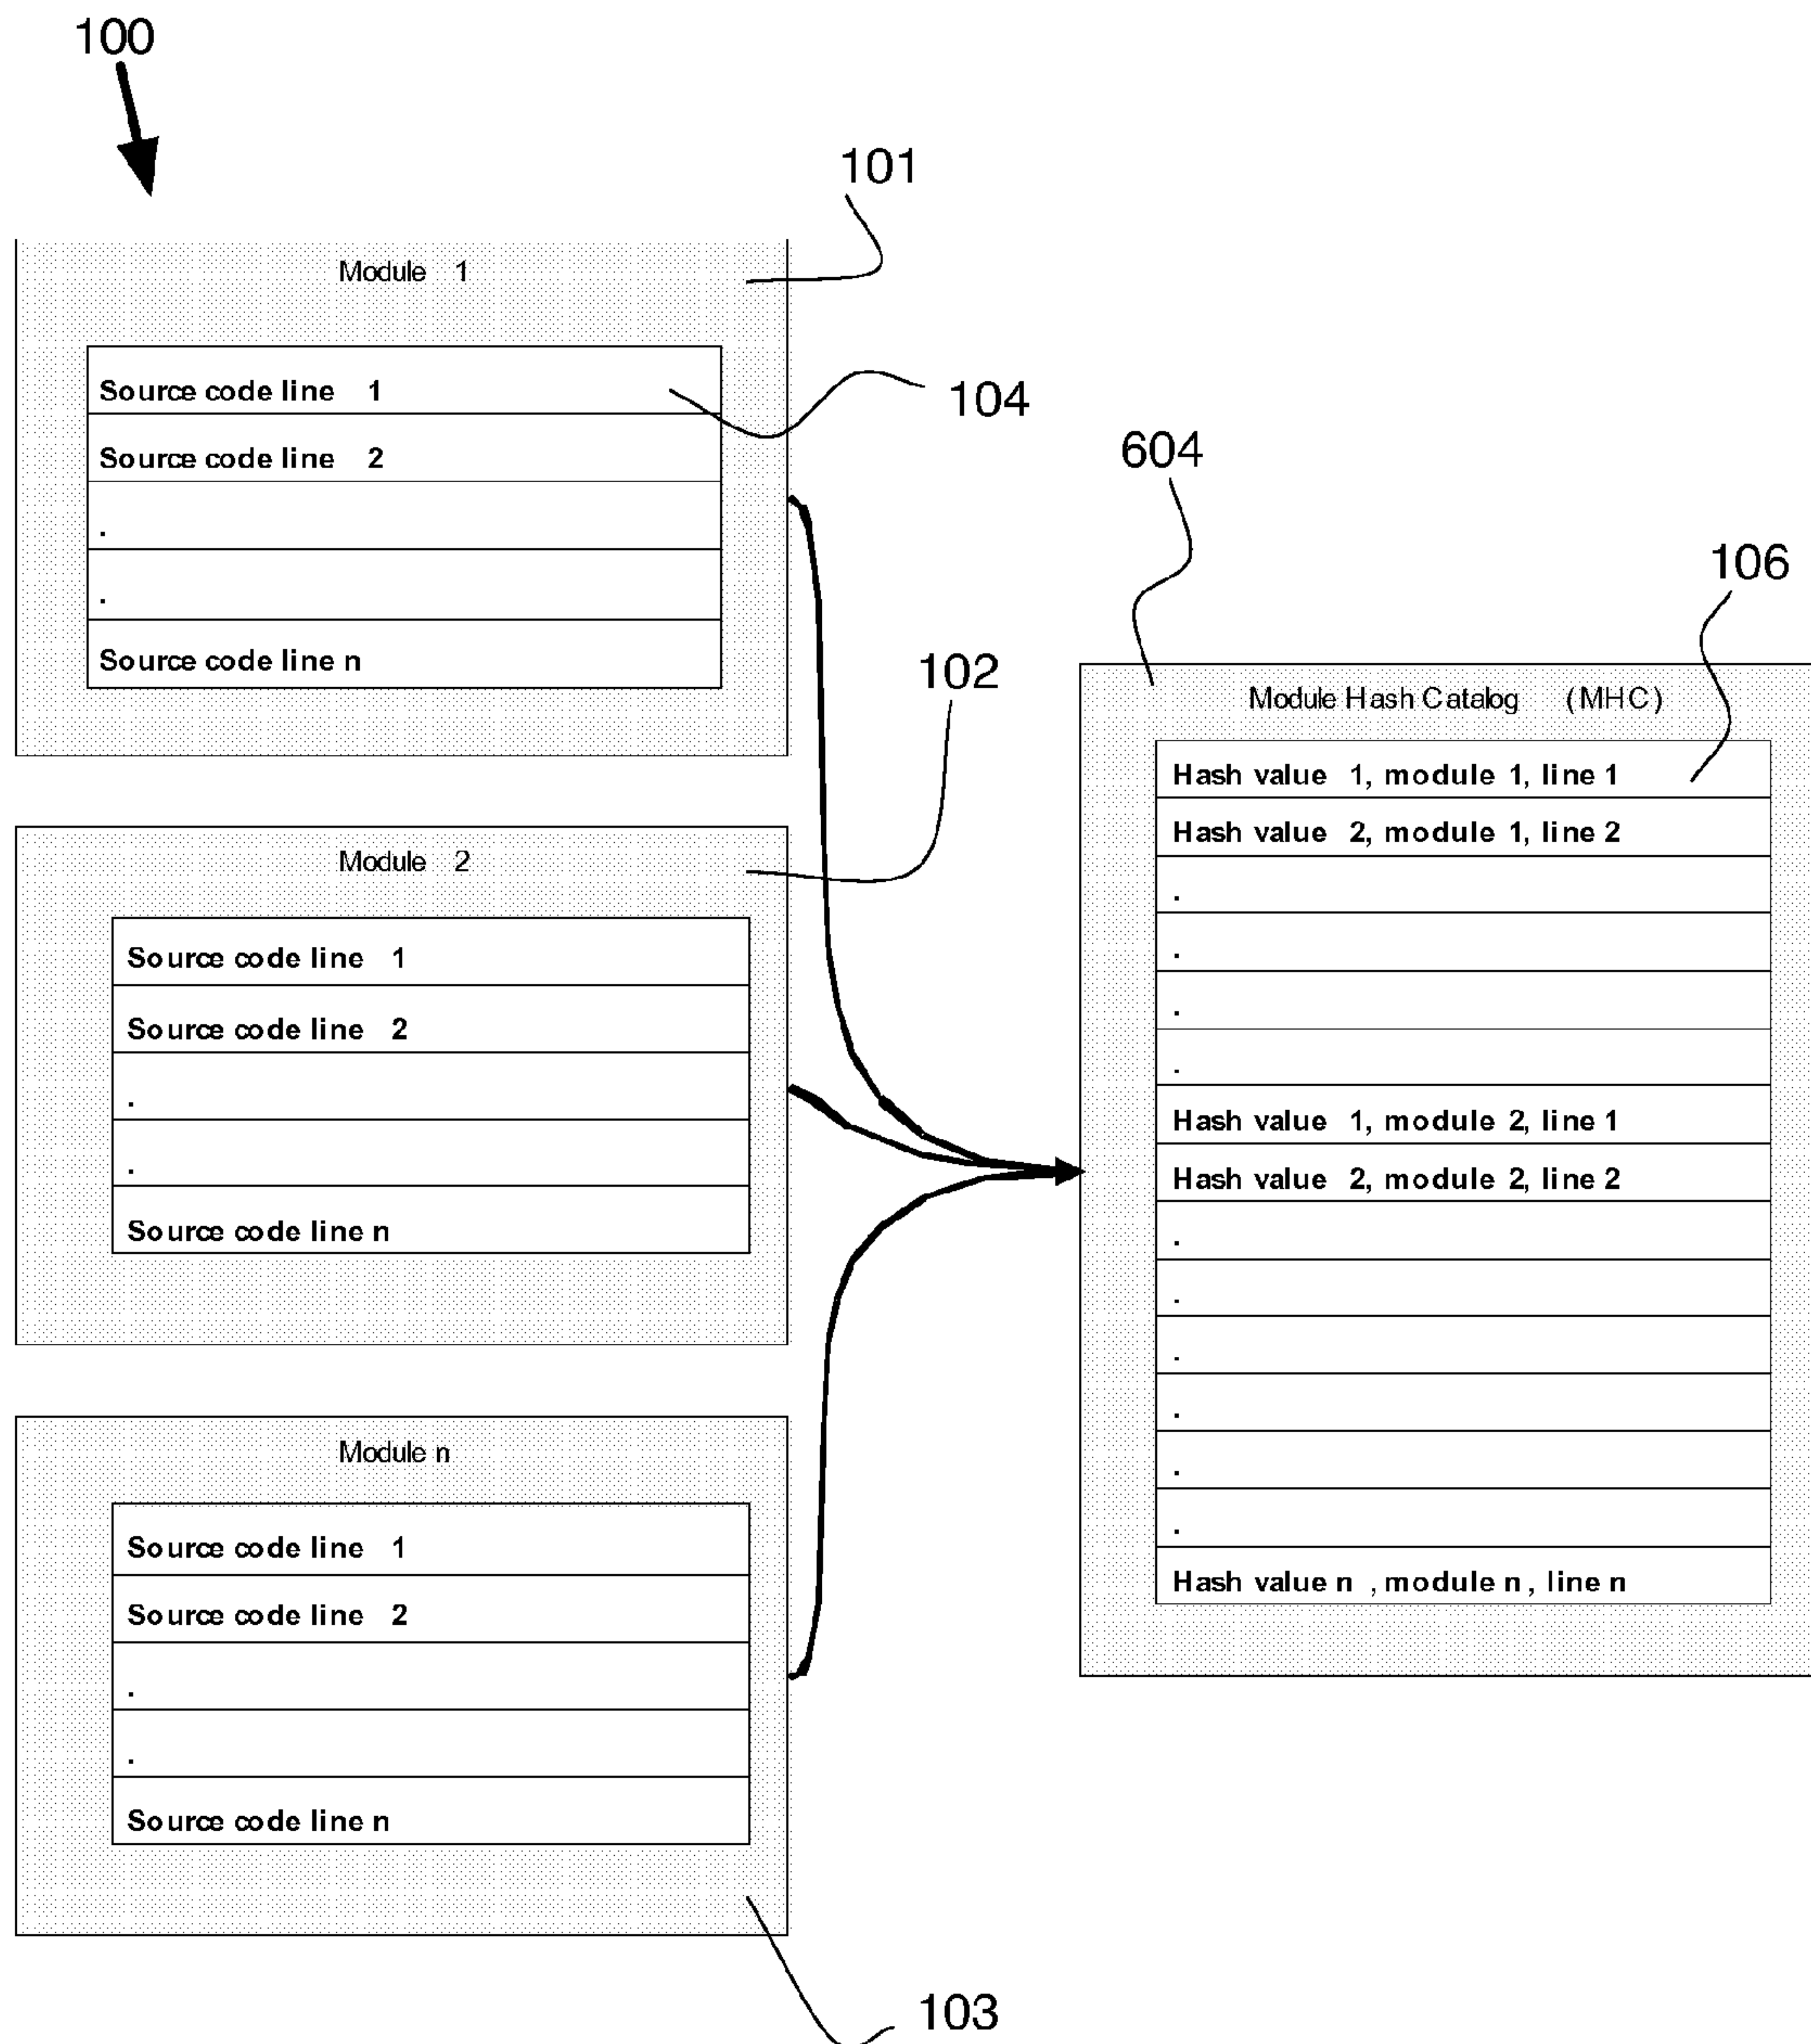 100
101
Module 1
Source code line 1
104
Source code line 2
.
.
Source code line n
102
Module 2
Source code line 1
Source code line 2
.
.
Source code line n
Module n
Source code line 1
Source code line 2
.
.
Source code line n
103
604
106
Module Hash Catalog (MHC)
Hash value 1, module 1, line 1
Hash value 2, module 1, line 2
.
.
.
.
Hash value 1, module 2, line 1
Hash value 2, module 2, line 2
.
.
.
.
.
.
Hash value n , module n, line n